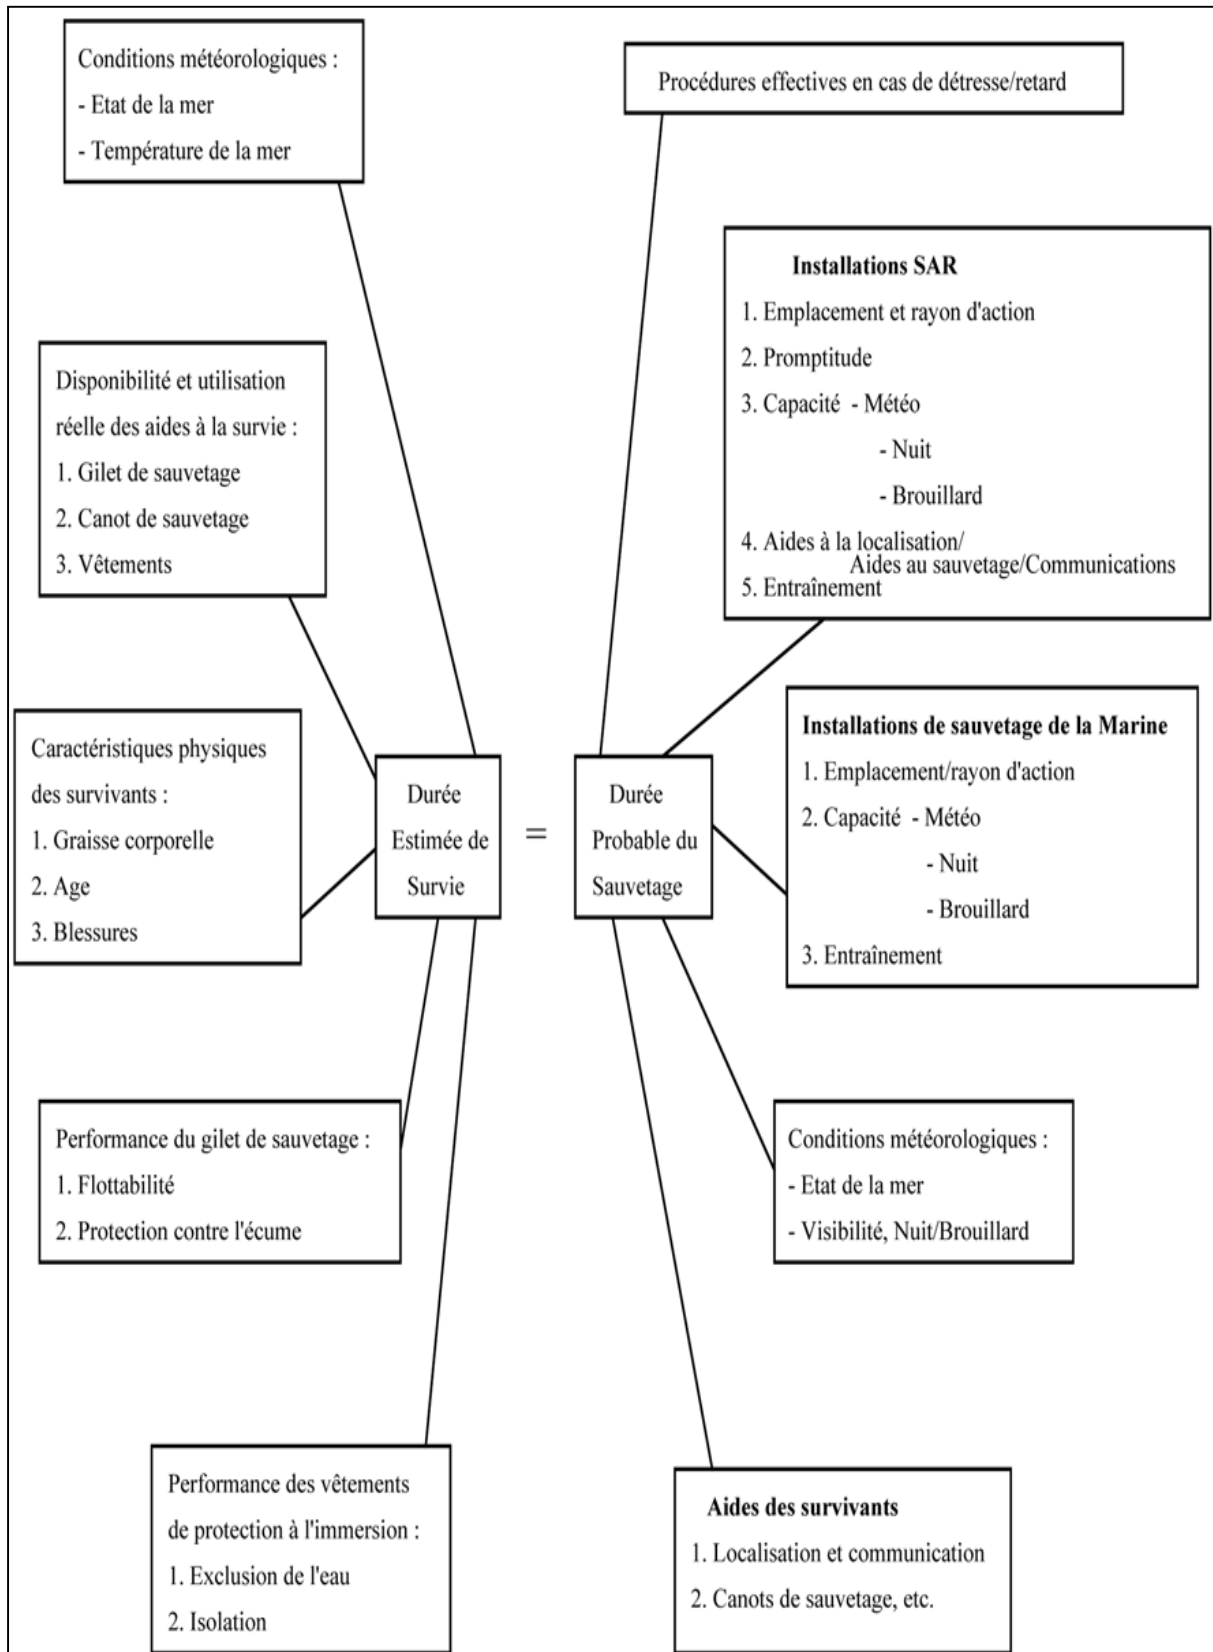 Conditions météorologiques :
- Etat de la mer
- Température de la mer
Procédures effectives en cas de détresse/retard
Installations SAR
1. Emplacement et rayon d'action
2. Promptitude
3. Capacité - Météo
- Nuit
- Brouillard
4. Aides à la localisation/
Aides au sauvetage/Communications
5. Entraînement
Disponibilité et utilisation
réelle des aides à la survie :
1. Gilet de sauvetage
2. Canot de sauvetage
3. Vêtements
Caractéristiques physiques
des survivants :
1. Graisse corporelle
2. Age
3. Blessures
Durée
Estimée de
Survie
=
Durée
Probable du
Sauvetage
Installations de sauvetage de la Marine
1. Emplacement/rayon d'action
2. Capacité - Météo
- Nuit
- Brouillard
3. Entraînement
Performance du gilet de sauvetage :
1. Flottabilité
2. Protection contre l'écume
Conditions météorologiques :
- Etat de la mer
- Visibilité, Nuit/Brouillard
Performance des vêtements
de protection à l'immersion :
1. Exclusion de l'eau
2. Isolation
Aides des survivants
1. Localisation et communication
2. Canots de sauvetage, etc.